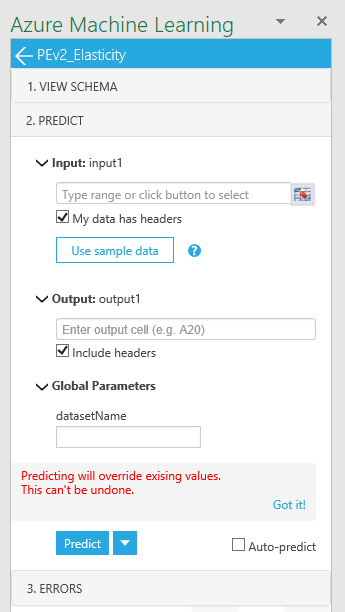 Azure Machine Learning
PEv2_Elasticity
1. VIEW SCHEMA
2. PREDICT
Input: input1
Type range or click button to select
My data has headers
Use sample data
?
Output: output1
Enter output cell (e.g. A20)
Include headers
Global Parameters
datasetName
Predicting will override exising values.
This can't be undone.
Got it!
Predict
Auto-predict
3. ERRORS